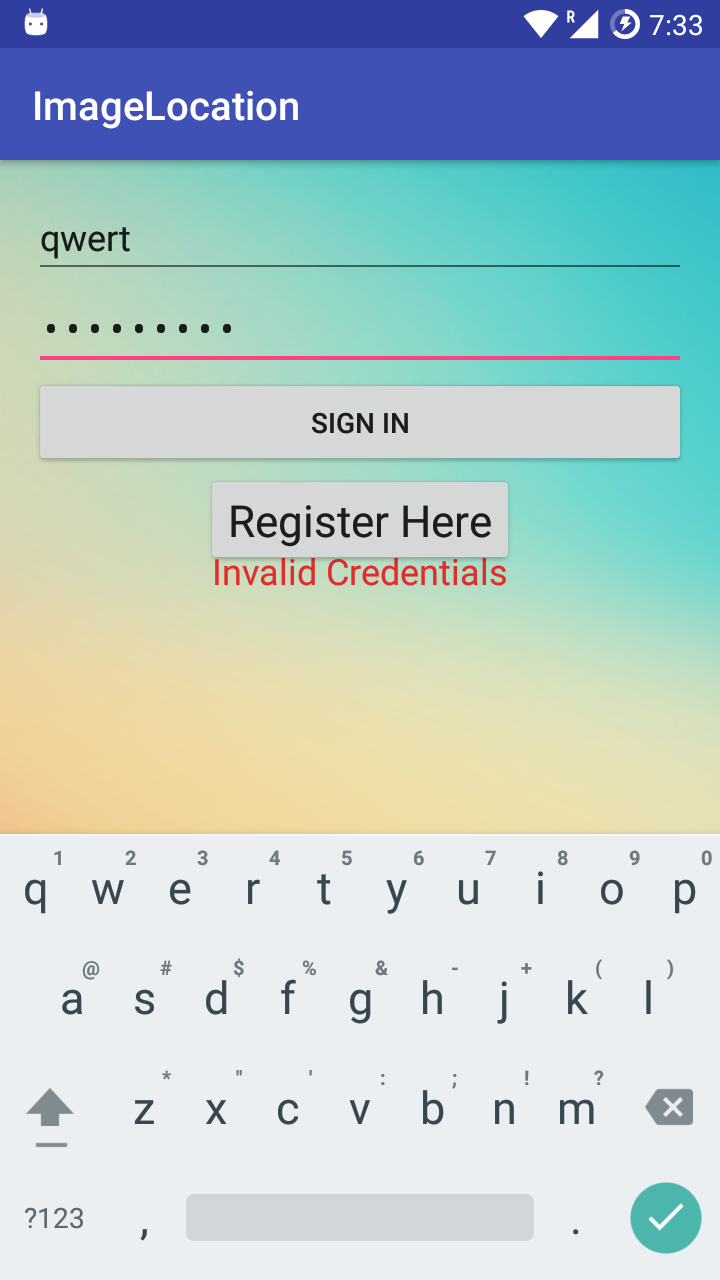 R 7:33
ImageLocation
qwert
•••••••••
SIGN IN
Register Here
Invalid Credentials
1 2 3 4 5 6 7 8 9 0
q w e r t y u i o p
@ # $ % & - + ( )
a s d f g h j k l
* " ' : ; ! ?
z x c v b n m
?123 , .